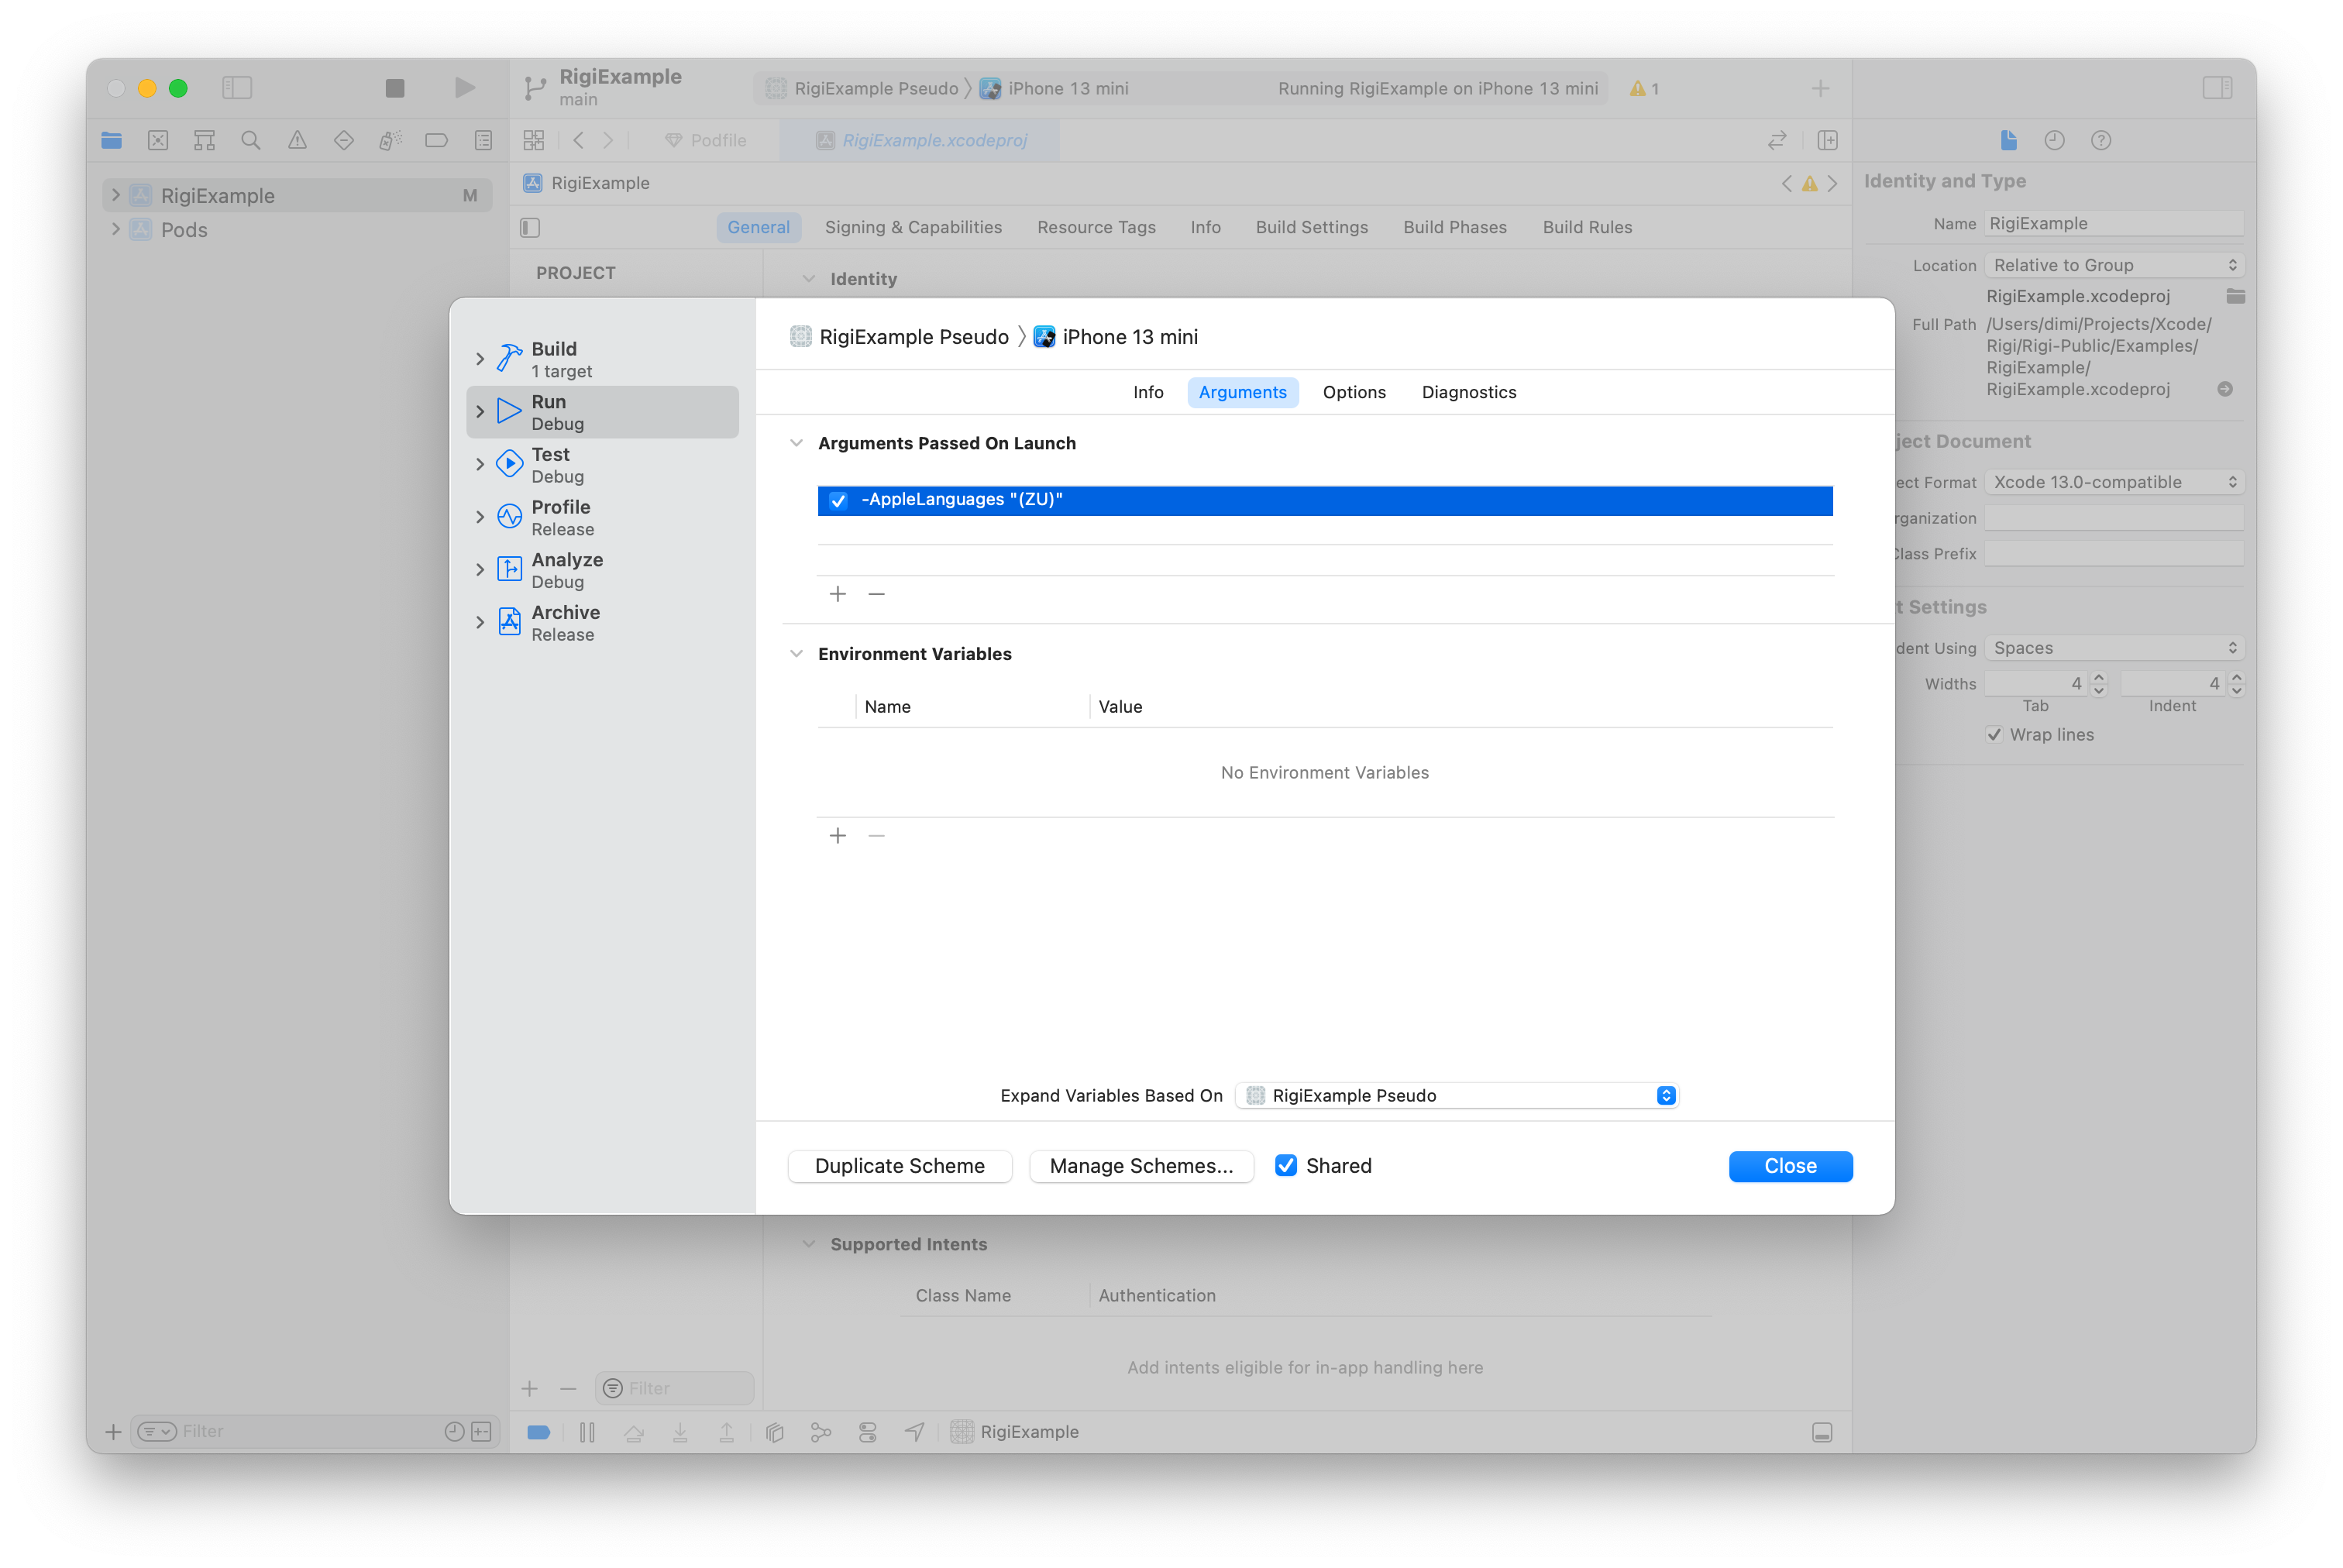 RigiExample
main
RigiExample Pseudo
iPhone 13 mini
Running RigiExample on iPhone 13 mini
1
Podfile
RigiExample.xcodeproj
RigiExample
M
Pods
RigiExample
General
Signing & Capabilities
Resource Tags
Info
Build Settings
Build Phases
Build Rules
PROJECT
Identity
Build
1 target
Run
Debug
Test
Debug
Profile
Release
Analyze
Debug
Archive
Release
RigiExample Pseudo
iPhone 13 mini
Info
Arguments
Options
Diagnostics
Arguments Passed On Launch
-AppleLanguages "(ZU)"
Environment Variables
Name
Value
No Environment Variables
Expand Variables Based On
RigiExample Pseudo
Duplicate Scheme
Manage Schemes...
Shared
Close
Supported Intents
Class Name
Authentication
Add intents eligible for in-app handling here
Filter
Filter
RigiExample
Identity and Type
Name
RigiExample
Location
Relative to Group
RigiExample.xcodeproj
Full Path
/Users/dimi/Projects/Xcode/
Rigi/Rigi-Public/Examples/
RigiExample/
RigiExample.xcodeproj
ject Document
ect Format
Xcode 13.0-compatible
rganization
Class Prefix
t Settings
dent Using
Spaces
Widths
4
4
Tab
Indent
Wrap lines